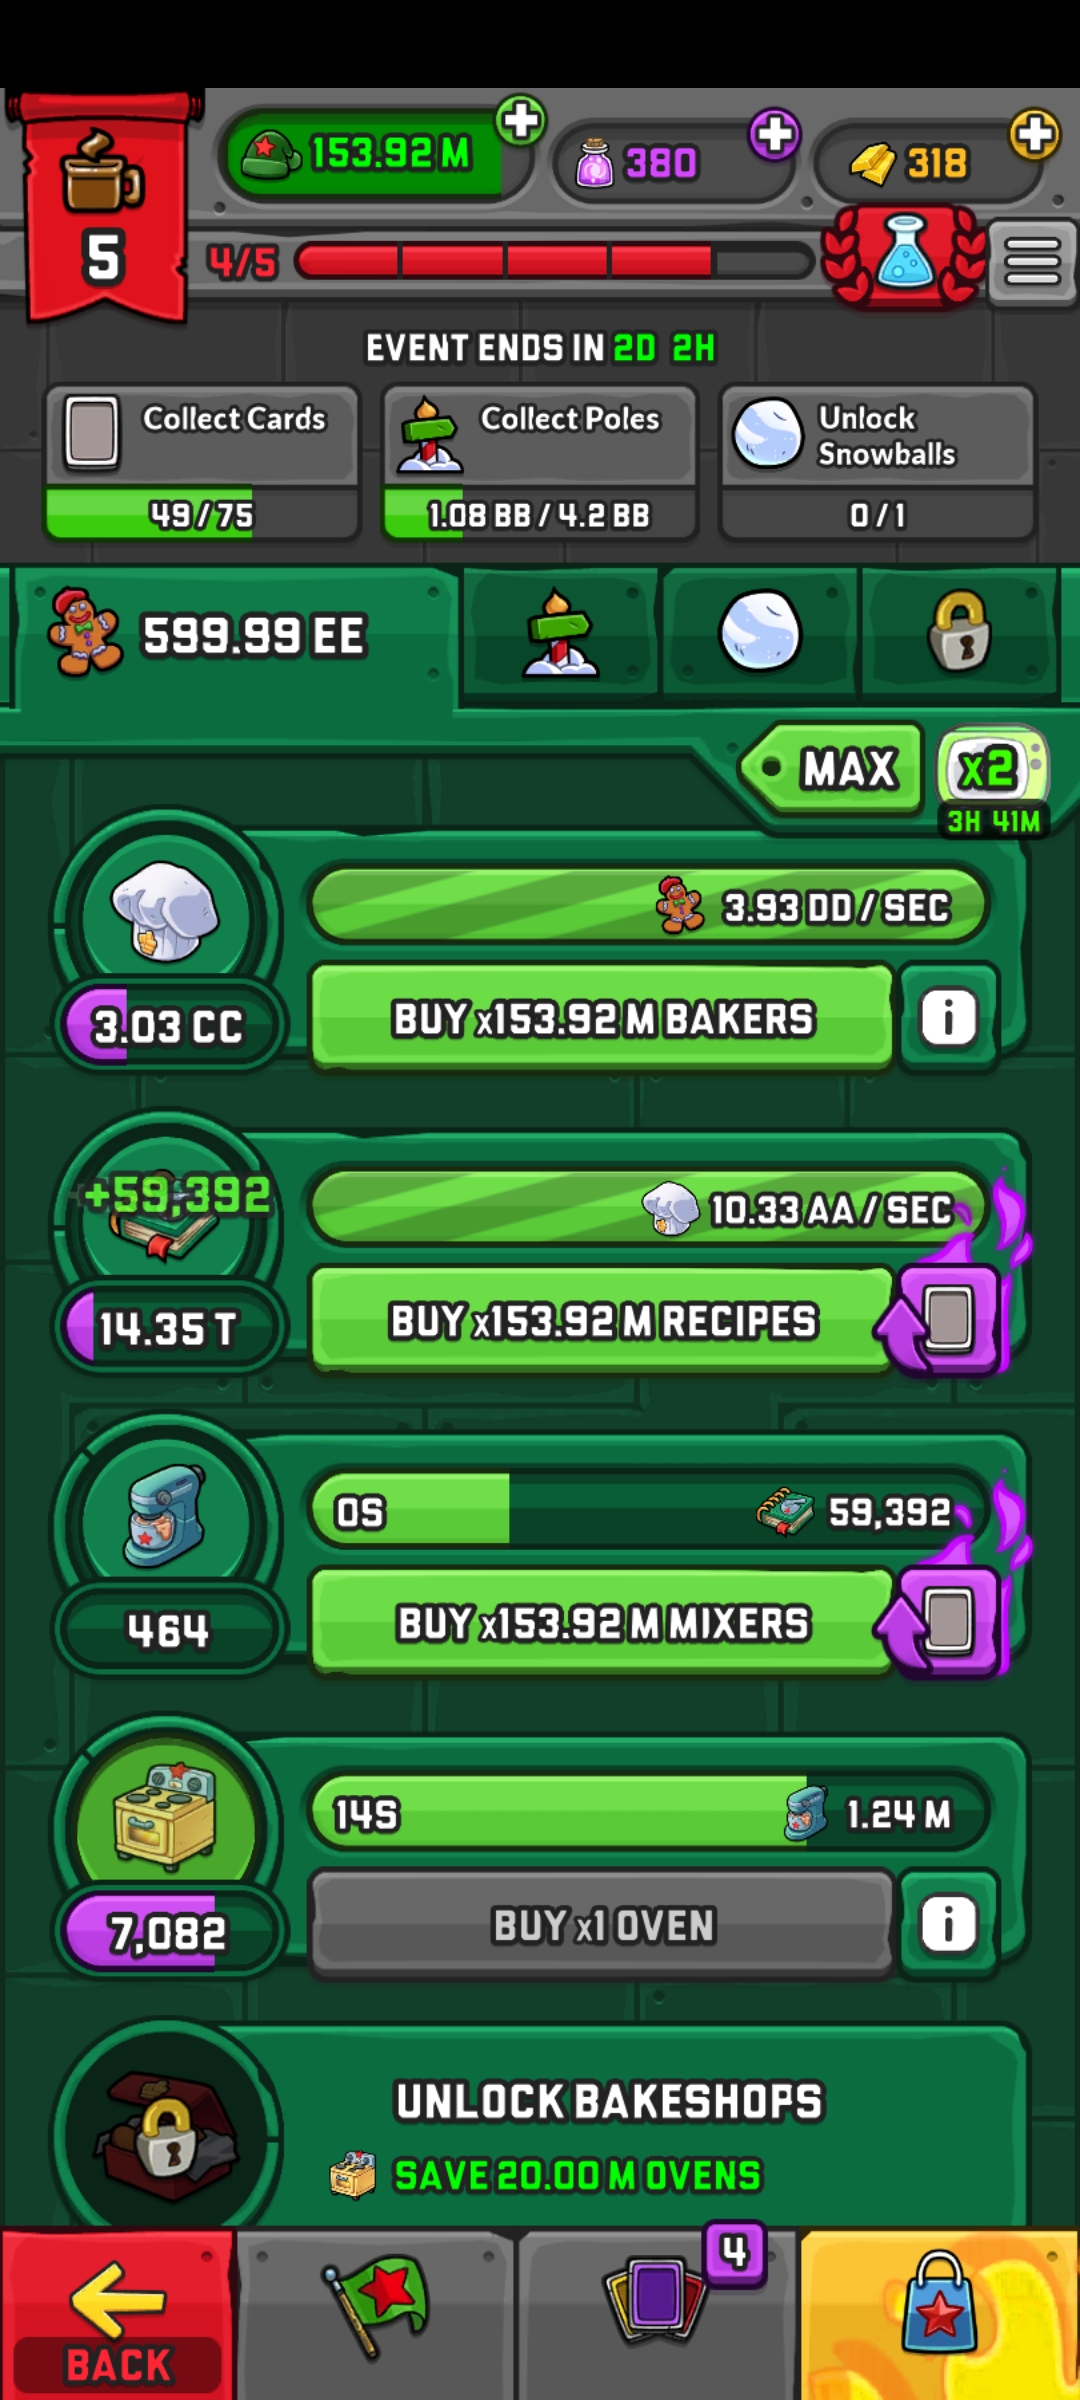 153.92 M
380
318
5
4/5
EVENT ENDS IN 2D 2H
Collect Cards
49/75
Collect Poles
1.08 BB / 4.2 BB
Unlock
Snowballs
0/1
599.99 EE
MAX
x2
3H 41M
3.93 DD / SEC
3.03 CC
BUY x153.92 M BAKERS
i
+59,392
10.33 AA / SEC
14.35 T
BUY x153.92 M RECIPES
0S
59,392
464
BUY x153.92 M MIXERS
14S
1.24 M
7,082
BUY x1 OVEN
i
UNLOCK BAKESHOPS
SAVE 20.00 M OVENS
BACK
4